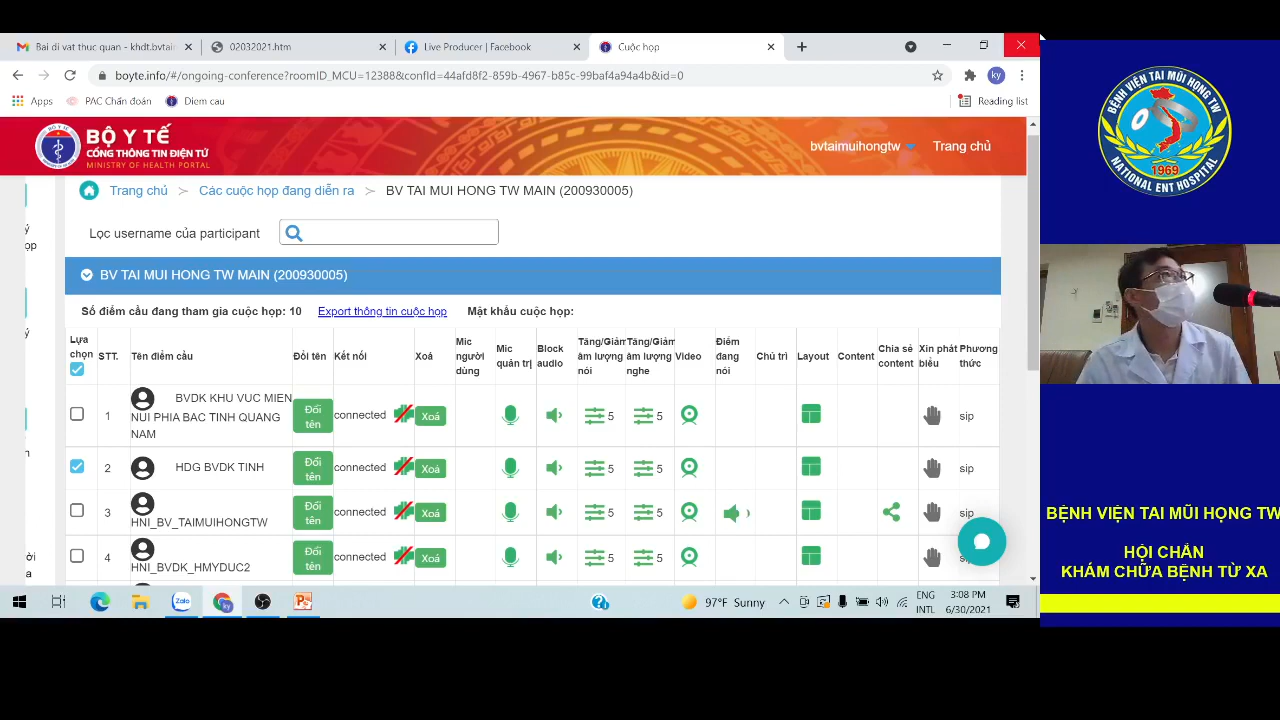 Bai di vat thuc quan - khdt.bvtain
02032021.htm
Live Producer | Facebook
Cuộc họp
boyte.info/#/ongoing-conference?roomID_MCU=12388&confId=44afd8f2-859b-4967-b85c-99baf4a94a4b&id=0
ky
Apps
PAC Chẩn đoán
Diem cau
Reading list
BỘ Y TẾ
CỔNG THÔNG TIN ĐIỆN TỬ
MINISTRY OF HEALTH PORTAL
bvtaimuihongtw
Trang chủ
Trang chủ > Các cuộc họp đang diễn ra > BV TAI MUI HONG TW MAIN (200930005)
Lọc username của participant
BV TAI MUI HONG TW MAIN (200930005)
Số điểm cầu đang tham gia cuộc họp: 10 Export thông tin cuộc họp Mật khẩu cuộc họp:
Lựa chọn STT. Tên điểm cầu Đổi tên Kết nối Xoá Mic người dùng Mic quản trị Block audio Tăng/Giảm âm lượng nói Tăng/Giảm âm lượng nghe Video Điểm đang nói Chủ trì Layout Content Chia sẻ content Xin phát biểu Phương thức
1 BVDK KHU VUC MIEN NUI PHIA BAC TINH QUANG NAM Đổi tên connected Xoá 5 5 sip
2 HDG BVDK TINH Đổi tên connected Xoá 5 5 sip
3 HNI_BV_TAIMUIHONGTW Đổi tên connected Xoá 5 5 sip
4 HNI_BVDK_HMYDUC2 Đổi tên connected Xoá 5 5 sip
Zalo
ky
97°F Sunny
ENG
INTL
3:08 PM
6/30/2021
BỆNH VIỆN TAI MŨI HỌNG TW
1969
NATIONAL ENT HOSPITAL
BỆNH VIỆN TAI MŨI HỌNG TW
HỘI CHẨN
KHÁM CHỮA BỆNH TỪ XA